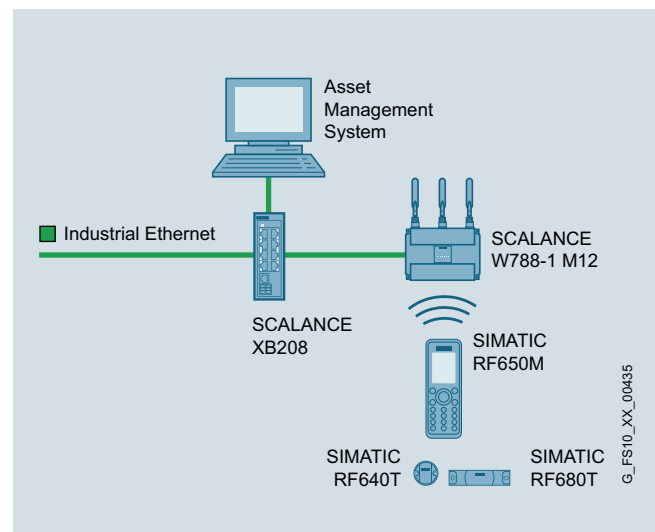 Asset
Management
System
Industrial Ethernet
SCALANCE
W788-1 M12
SCALANCE
XB208
SIMATIC
RF650M
SIMATIC
RF640T
SIMATIC
RF680T
G_FS10_XX_00435